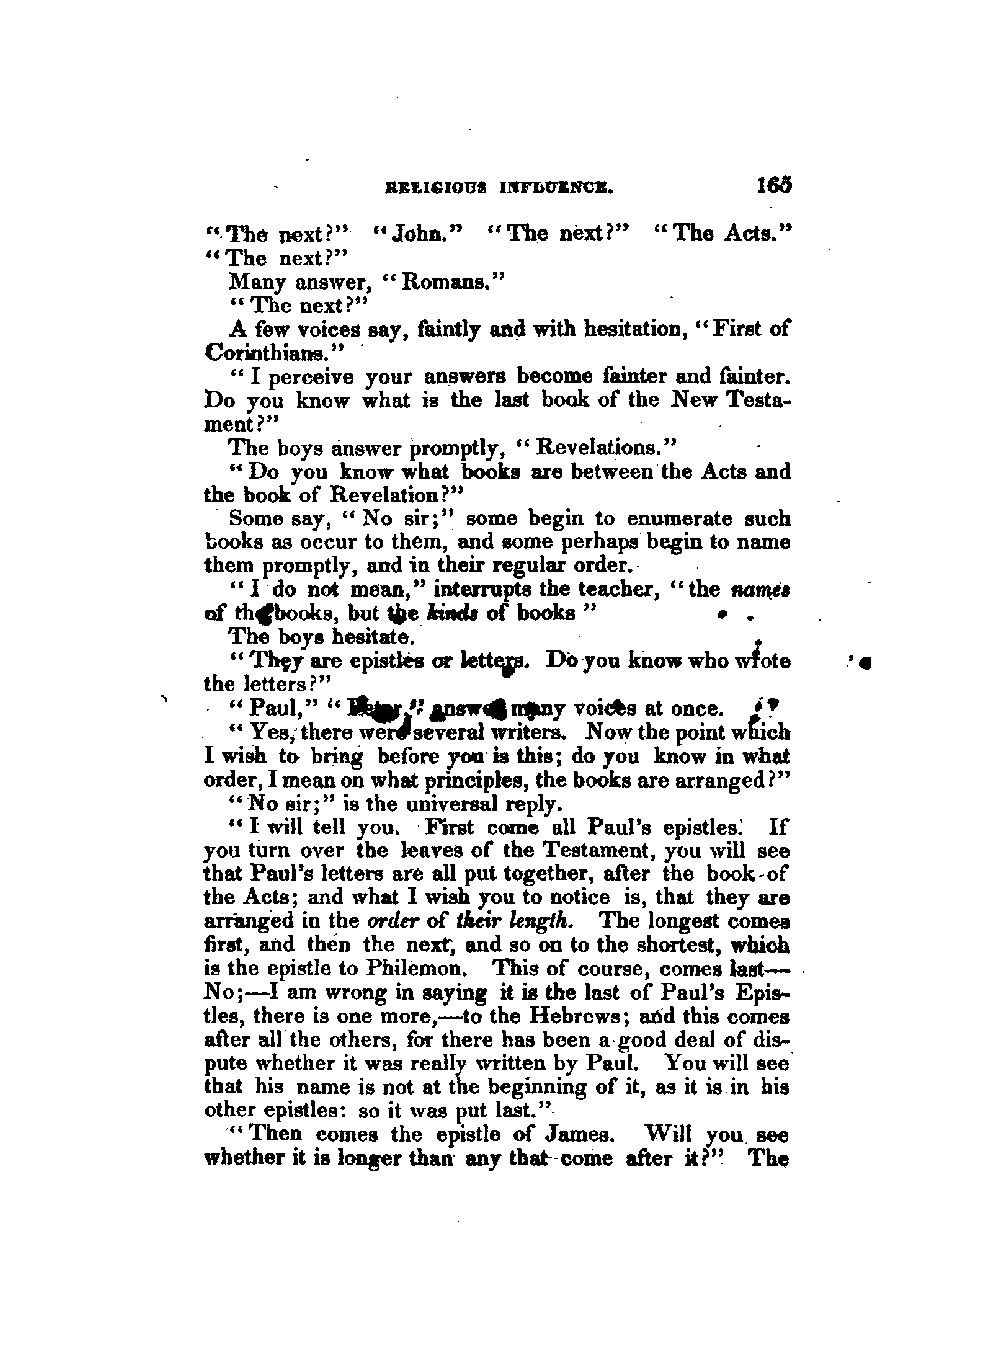 RELIGIOUS INFLUENCE. 165
"The next?" "John." "The next?" "The Acts."
"The next?"
Many answer, "Romans."
"The next?"
A few voices say, faintly and with hesitation, "First of
Corinthians."
"I perceive your answers become fainter and fainter.
Do you know what is the last book of the New Testa-
ment?"
The boys answer promptly, "Revelations."
"Do you know what books are between the Acts and
the book of Revelation?"
Some say, "No sir;" some begin to enumerate such
books as occur to them, and some perhaps begin to name
them promptly, and in their regular order.
"I do not mean," interrupts the teacher, "the names
of the books, but the kinds of books"
The boys hesitate.
"They are epistles or letters. Do you know who wrote
the letters?"
"Paul," "Peter," answer many voices at once.
"Yes, there were several writers. Now the point which
I wish to bring before you is this; do you know in what
order, I mean on what principles, the books are arranged?"
"No sir;" is the universal reply.
"I will tell you. First come all Paul's epistles. If
you turn over the leaves of the Testament, you will see
that Paul's letters are all put together, after the book of
the Acts; and what I wish you to notice is, that they are
arranged in the order of their length. The longest comes
first, and then the next, and so on to the shortest, which
is the epistle to Philemon. This of course, comes last—
No;—I am wrong in saying it is the last of Paul's Epis-
tles, there is one more,—to the Hebrews; and this comes
after all the others, for there has been a good deal of dis-
pute whether it was really written by Paul. You will see
that his name is not at the beginning of it, as it is in his
other epistles: so it was put last."
"Then comes the epistle of James. Will you see
whether it is longer than any that come after it?" The